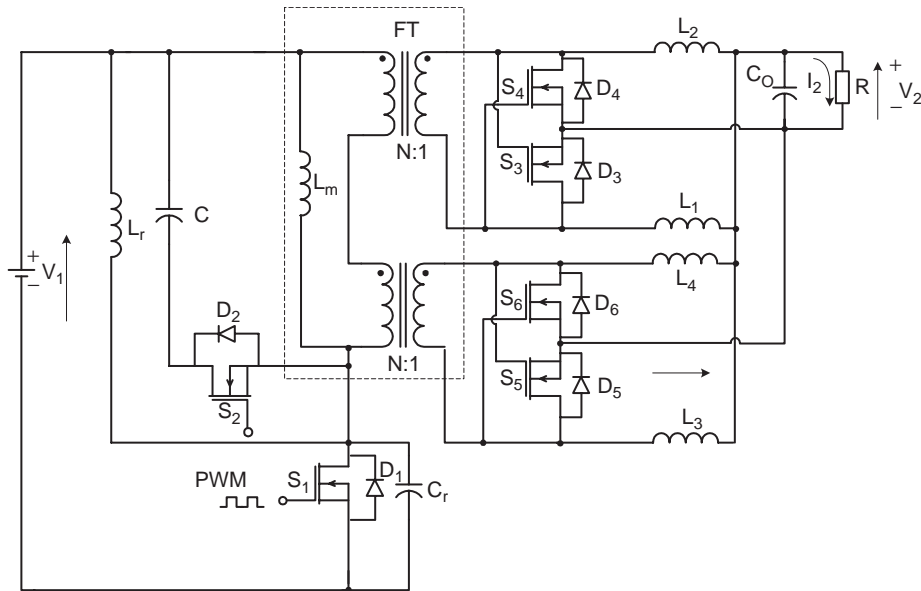 FT
L2
S4
D4
CO
I2
R
+
V2
−
N:1
S3
D3
Lm
L1
Lr
C
L4
+
V1
−
S6
D6
D2
N:1
S5
D5
S2
L3
PWM
S1
D1
Cr